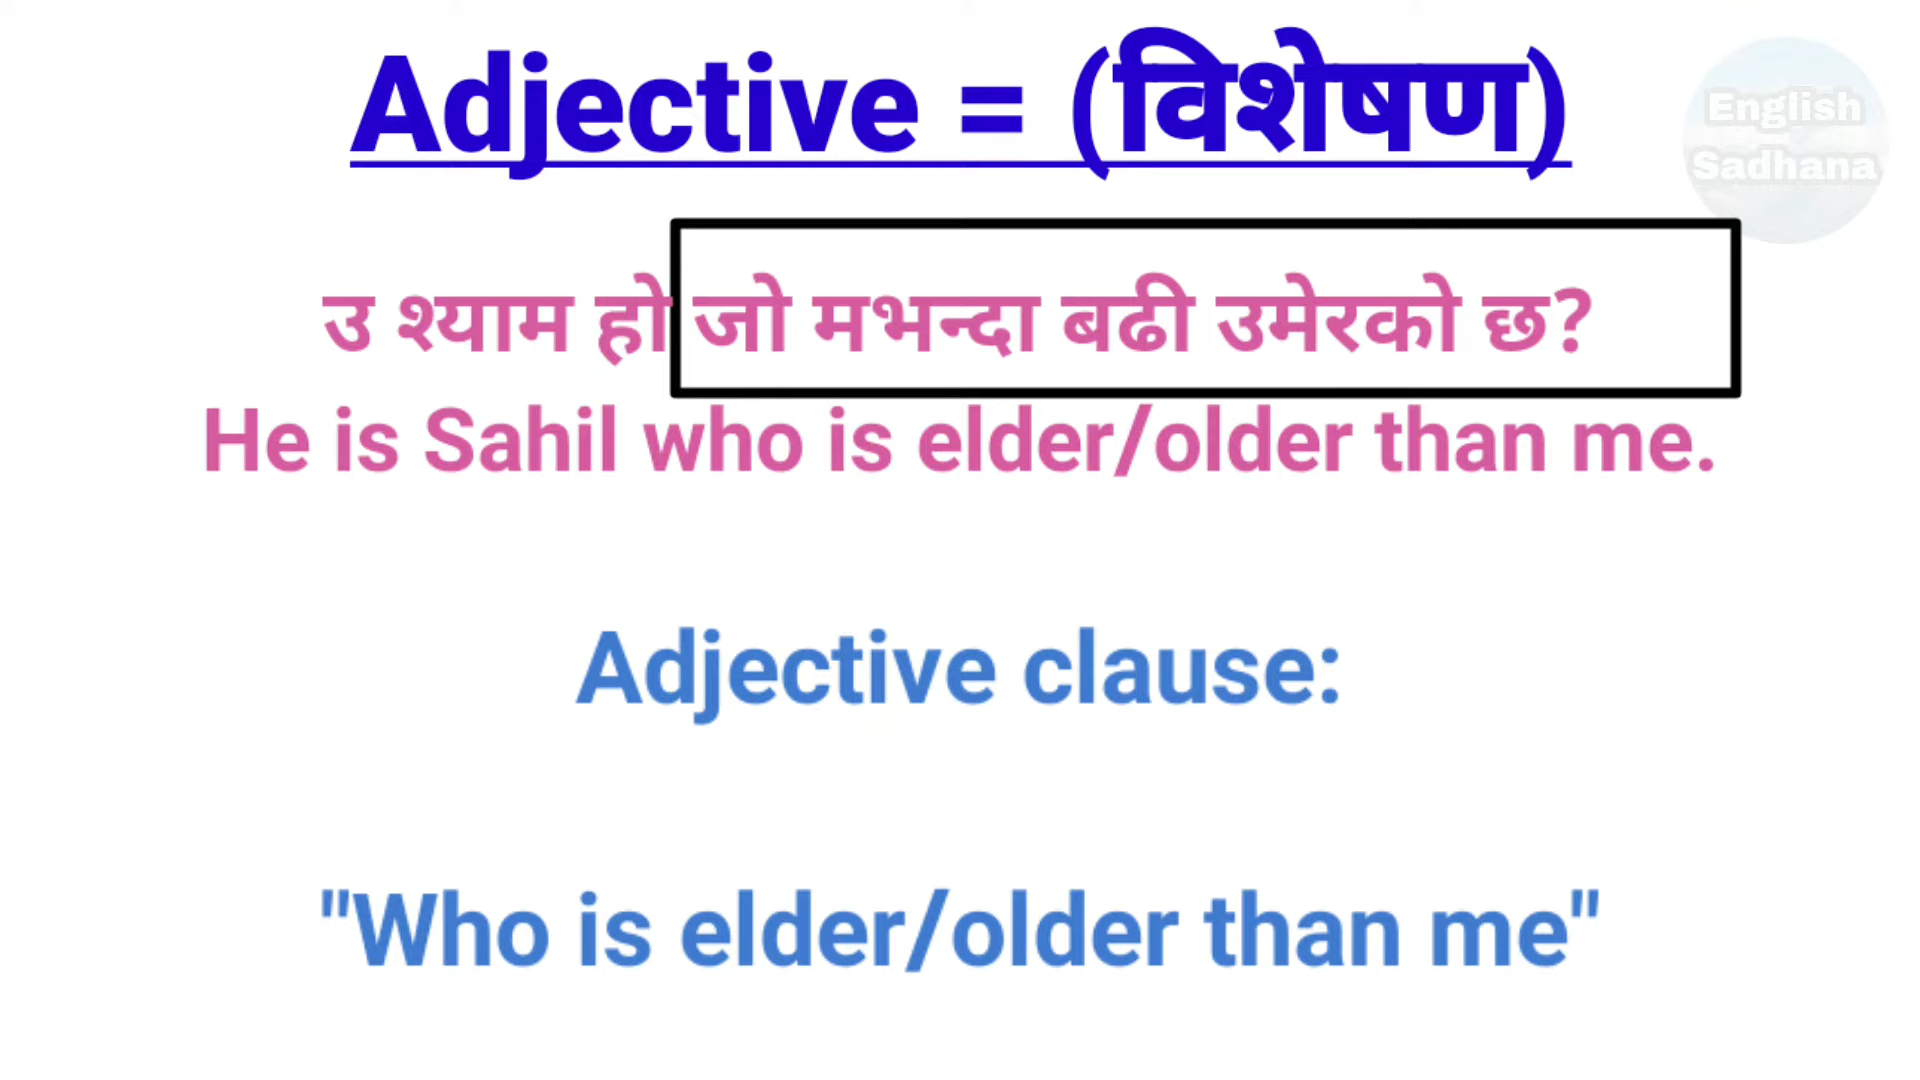 Adjective = (विशेषण)
English
Sadhana
उ श्याम हो जो मभन्दा बढी उमेरको छ?
He is Sahil who is elder/older than me.
Adjective clause:
"Who is elder/older than me"